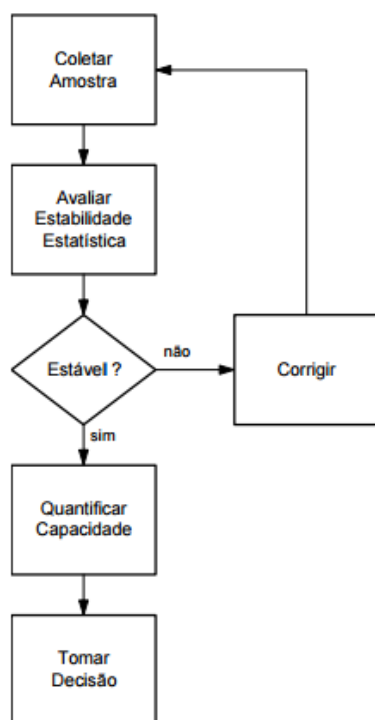 Coletar
Amostra
Avaliar
Estabilidade
Estatística
Estável ?
não
Corrigir
sim
Quantificar
Capacidade
Tomar
Decisão